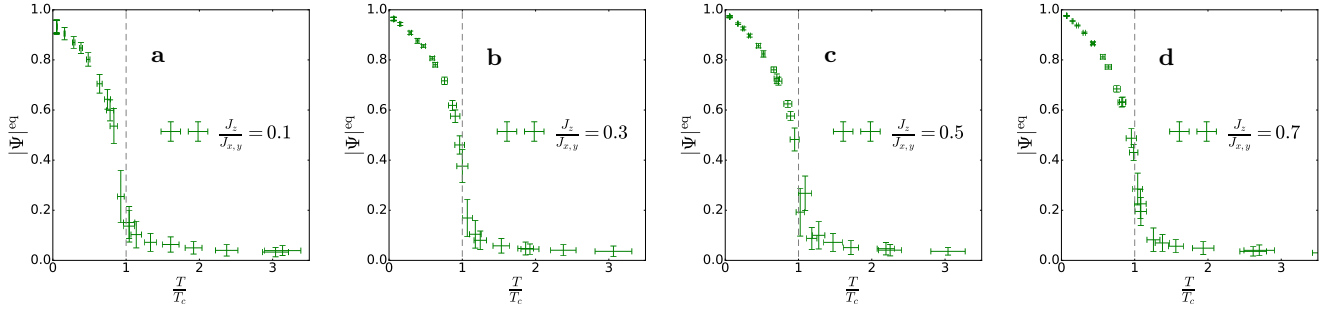 1.0
0.8
0.6
0.4
0.2
0.0
|Ψ̄|^eq
a
J_z/J_{x,y} = 0.1
0 1 2 3
T/T_c
1.0
0.8
0.6
0.4
0.2
0.0
|Ψ̄|^eq
b
J_z/J_{x,y} = 0.3
0 1 2 3
T/T_c
1.0
0.8
0.6
0.4
0.2
0.0
|Ψ̄|^eq
c
J_z/J_{x,y} = 0.5
0 1 2 3
T/T_c
1.0
0.8
0.6
0.4
0.2
0.0
|Ψ̄|^eq
d
J_z/J_{x,y} = 0.7
0 1 2 3
T/T_c